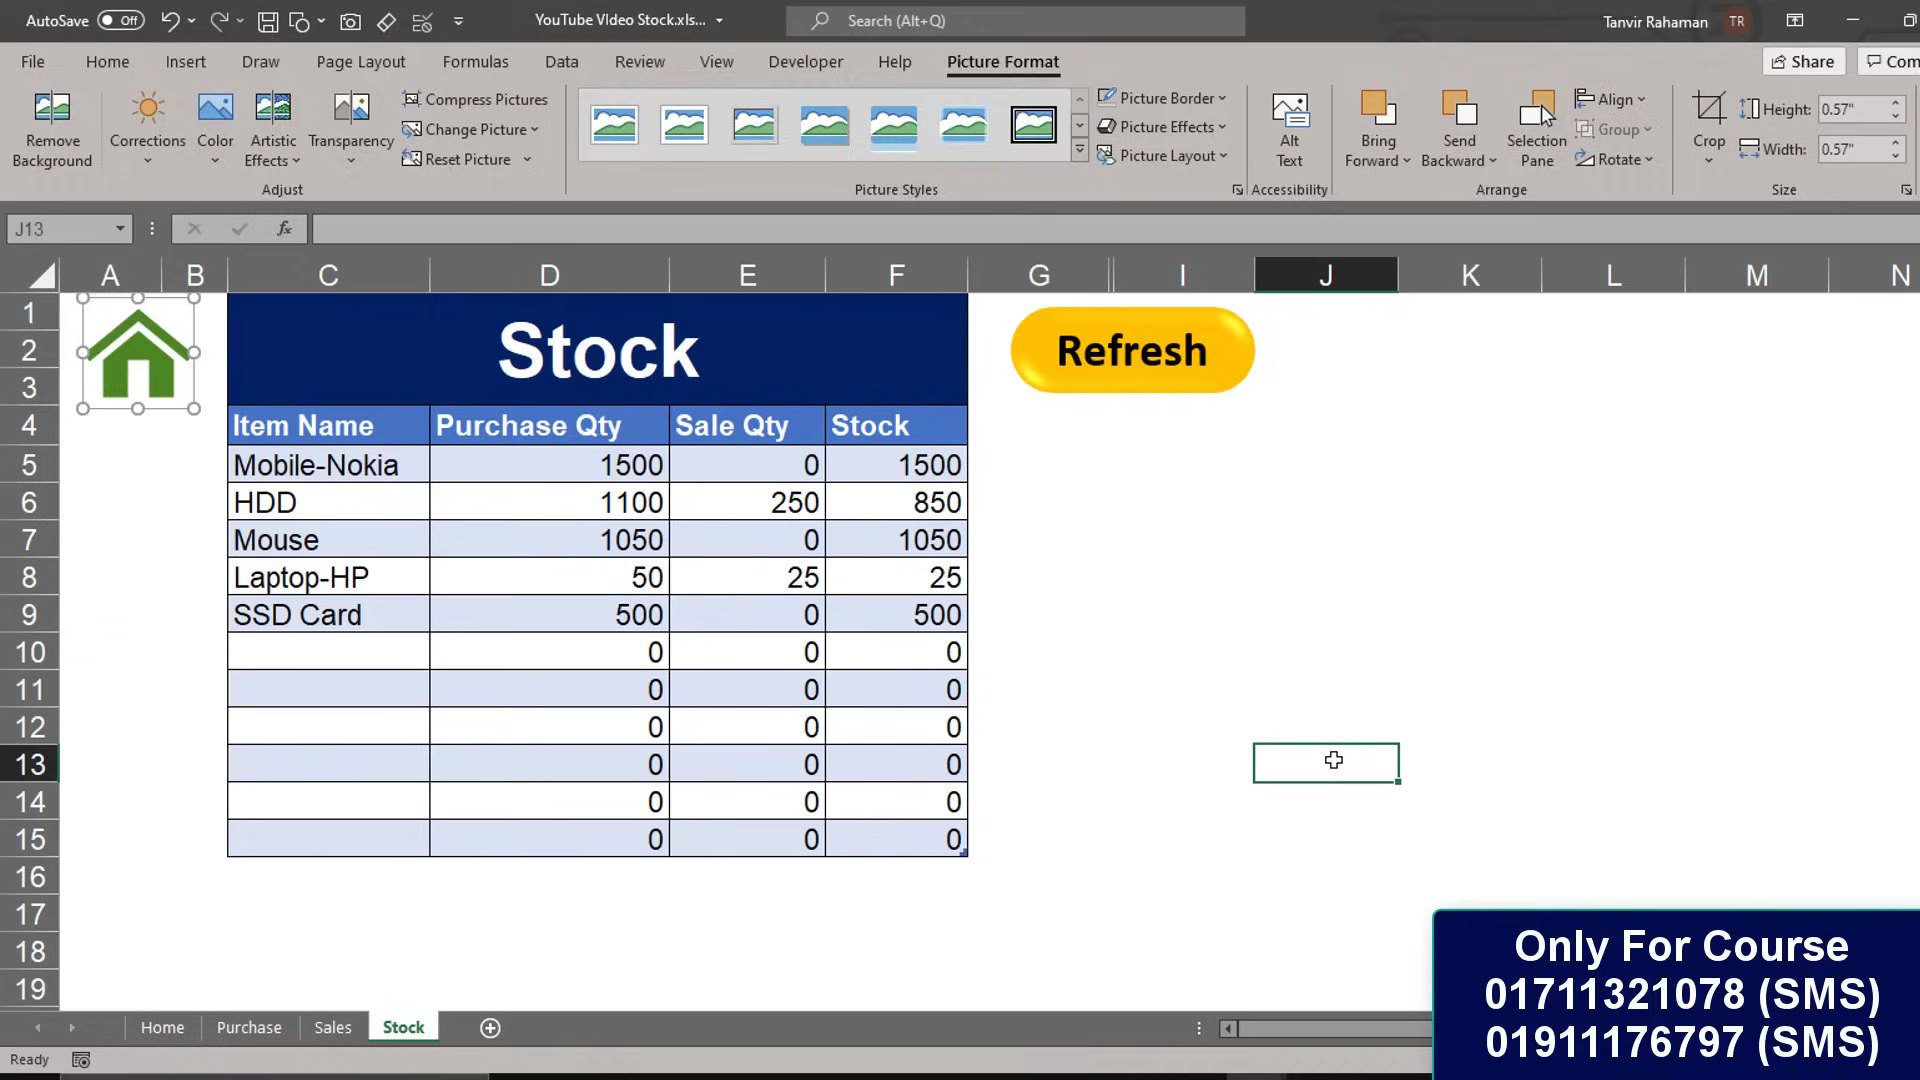 AutoSave Off YouTube VIdeo Stock.xls... Search (Alt+Q) Tanvir Rahaman TR
File Home Insert Draw Page Layout Formulas Data Review View Developer Help Picture Format Share Com
Remove Background
Corrections
Color
Artistic Effects
Transparency
Compress Pictures
Change Picture
Reset Picture
Picture Border
Picture Effects
Picture Layout
Alt Text
Bring Forward
Send Backward
Selection Pane
Align
Group
Rotate
Crop
Height: 0.57"
Width: 0.57"
Adjust Picture Styles Accessibility Arrange Size
J13 fx
A B C D E F G I J K L M N
1
2 Stock Refresh
3
4 Item Name Purchase Qty Sale Qty Stock
5 Mobile-Nokia 1500 0 1500
6 HDD 1100 250 850
7 Mouse 1050 0 1050
8 Laptop-HP 50 25 25
9 SSD Card 500 0 500
10 0 0 0
11 0 0 0
12 0 0 0
13 0 0 0
14 0 0 0
15 0 0 0
16
17
18
19
Only For Course
01711321078 (SMS)
01911176797 (SMS)
Home Purchase Sales Stock
Ready